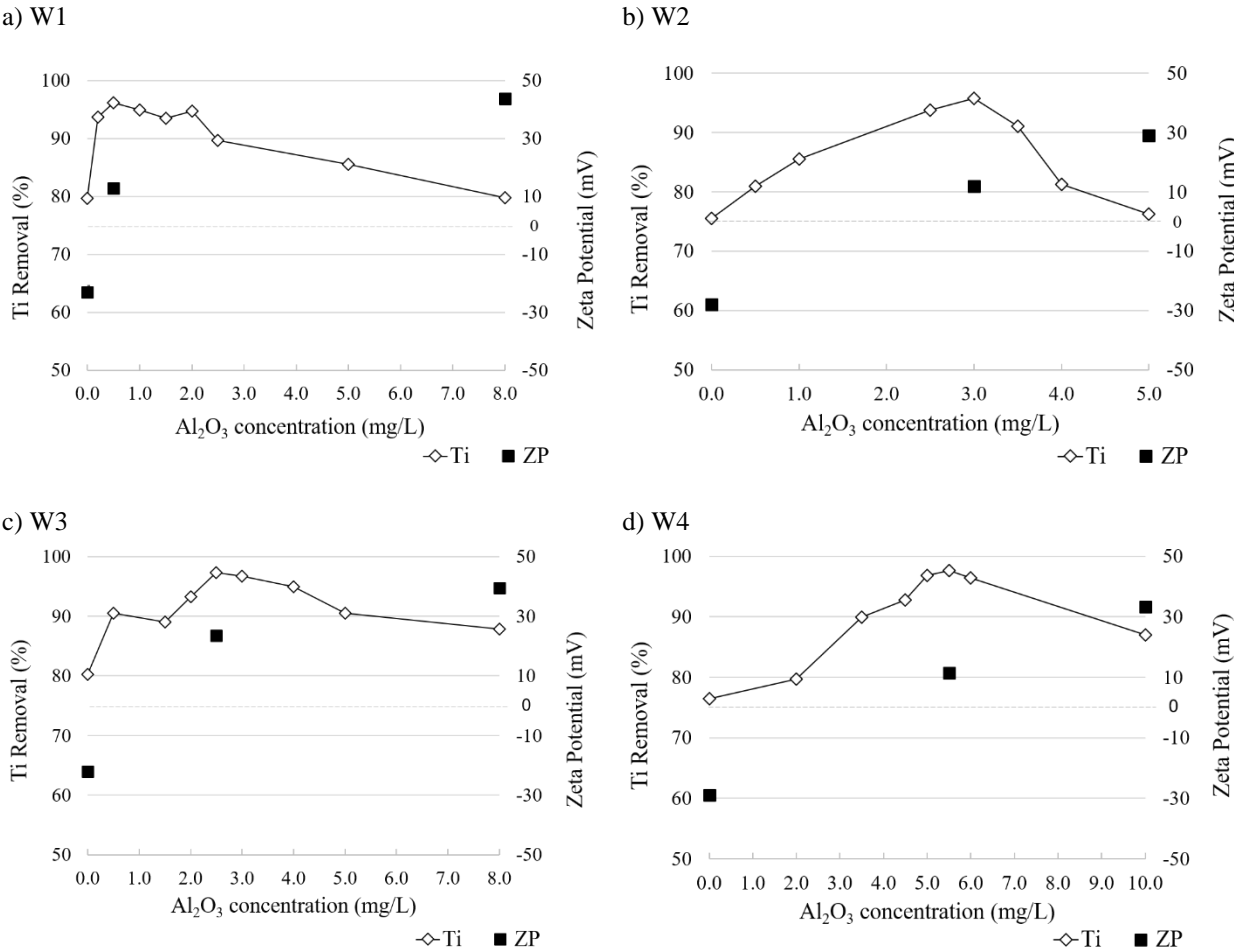 a) W1
100
90
80
70
60
50
50
30
10
0
-10
-30
-50
0.0 1.0 2.0 3.0 4.0 5.0 6.0 7.0 8.0
Ti Removal (%)
Zeta Potential (mV)
Al₂O₃ concentration (mg/L)
Ti ZP
b) W2
100
90
80
70
60
50
50
30
10
0
-10
-30
-50
0.0 1.0 2.0 3.0 4.0 5.0
Ti Removal (%)
Zeta Potential (mV)
Al₂O₃ concentration (mg/L)
Ti ZP
c) W3
100
90
80
70
60
50
50
30
10
0
-10
-30
-50
0.0 1.0 2.0 3.0 4.0 5.0 6.0 7.0 8.0
Ti Removal (%)
Zeta Potential (mV)
Al₂O₃ concentration (mg/L)
Ti ZP
d) W4
100
90
80
70
60
50
50
30
10
0
-10
-30
-50
0.0 1.0 2.0 3.0 4.0 5.0 6.0 7.0 8.0 9.0 10.0
Ti Removal (%)
Zeta Potential (mV)
Al₂O₃ concentration (mg/L)
Ti ZP